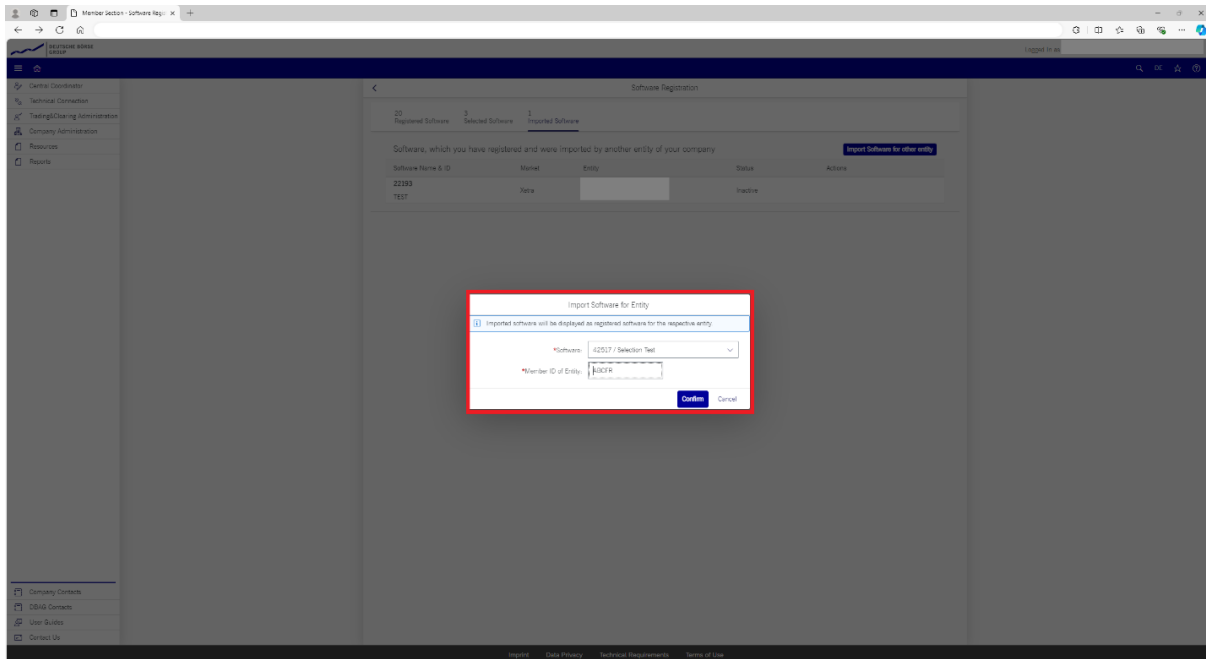 Member Section - Software Regis
DEUTSCHE BÖRSE
GROUP
Logged in as
Central Coordinator
Technical Connection
Trading&Clearing Administration
Company Administration
Resources
Reports
Software Registration
20
Registered Software
3
Selected Software
1
Imported Software
Software, which you have registered and were imported by another entity of your company
Import Software for other entity
Software Name & ID Market Entity Status Actions
22193
TEST
Xetra Inactive
Import Software for Entity
Imported software will be displayed as registered software for the respective entity
*Software: 42517 / Selection Test
*Member ID of Entity: ABCFR
Confirm Cancel
Company Contacts
DBAG Contacts
User Guides
Contact Us
Imprint Data Privacy Technical Requirements Terms of Use